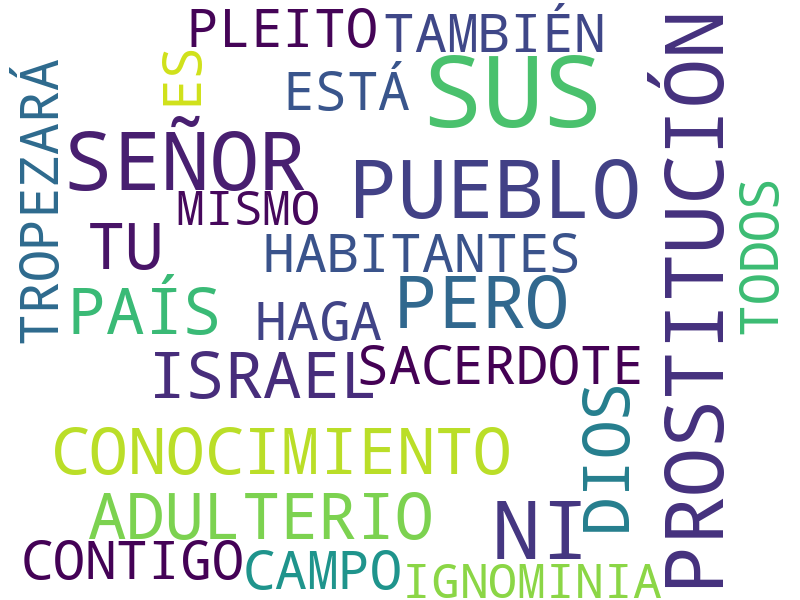 PLEITO
TAMBIÉN
ES
ESTÁ
SUS
TROPEZARÁ
SEÑOR
PUEBLO
PROSTITUCIÓN
MISMO
TODOS
TU
HABITANTES
PAÍS
HAGA
PERO
ISRAEL
SACERDOTE
CONOCIMIENTO
DIOS
ADULTERIO
NI
CONTIGO
CAMPO
IGNOMINIA